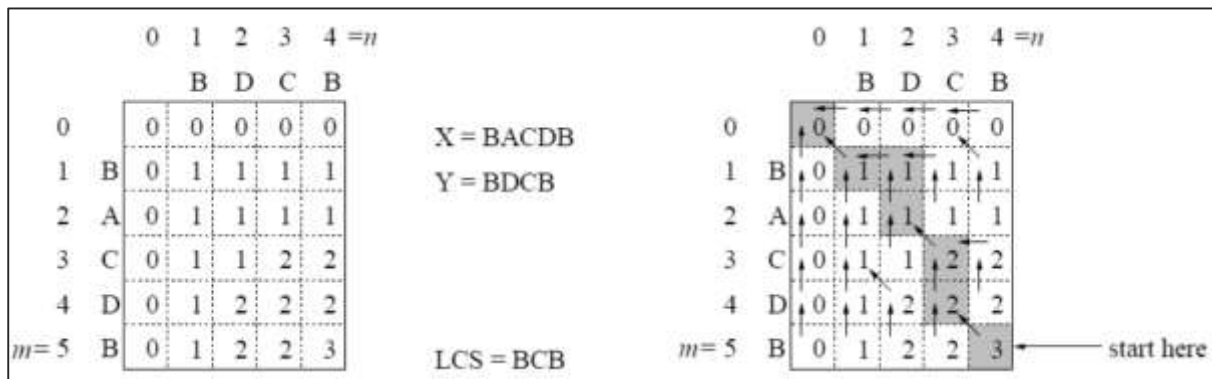 0 1 2 3 4 =n
B D C B
0 0 0 0 0 0
1 B 0 1 1 1 1
2 A 0 1 1 1 1
3 C 0 1 1 2 2
4 D 0 1 2 2 2
m= 5 B 0 1 2 2 3
X = BACDB
Y = BDCB
LCS = BCB
0 1 2 3 4 =n
B D C B
0 0 0 0 0 0
1 B 0 1 1 1 1
2 A 0 1 1 1 1
3 C 0 1 1 2 2
4 D 0 1 2 2 2
m= 5 B 0 1 2 2 3 start here